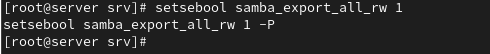 [root@server srv]# setsebool samba_export_all_rw 1
setsebool samba_export_all_rw 1 -P
[root@server srv]#